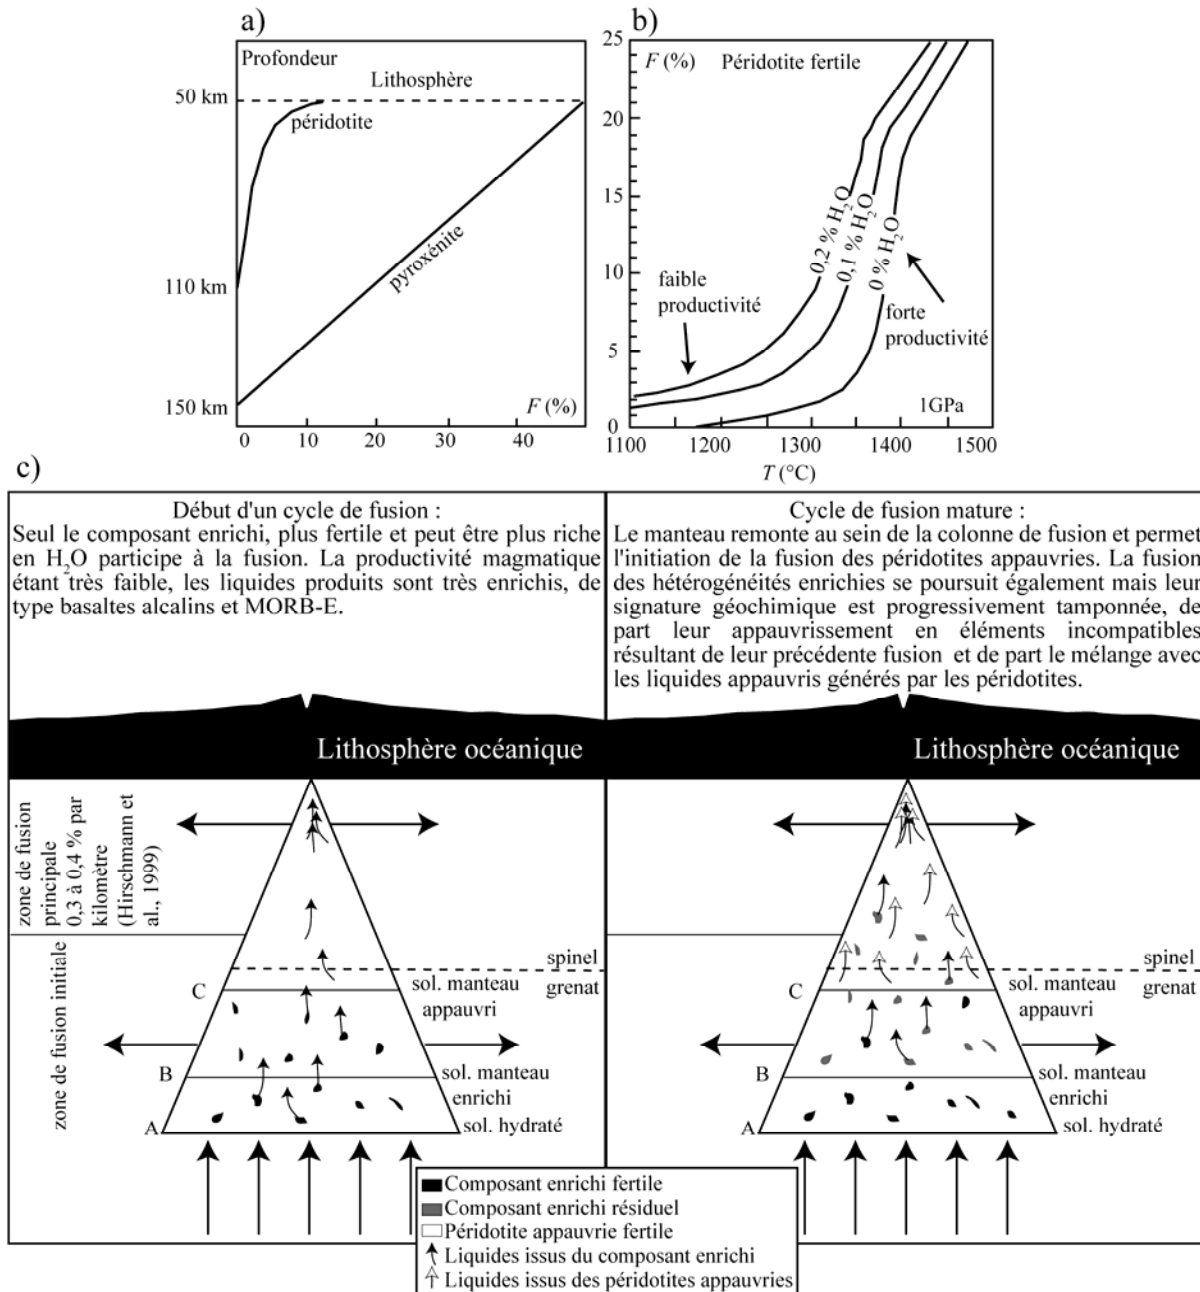 a)
Profondeur
Lithosphère
50 km
péridotite
110 km
pyroxénite
150 km
F (%)
0
10
20
30
40
b)
25
F (%)
Péridotite fertile
20
15
10
5
0
0,2 % H₂O
0,1 % H₂O
0 % H₂O
faible
productivité
forte
productivité
1GPa
1100
1200
1300
1400
1500
T (°C)
c)
Début d'un cycle de fusion :
Seul le composant enrichi, plus fertile et peut être plus riche
en H₂O participe à la fusion. La productivité magmatique
étant très faible, les liquides produits sont très enrichis, de
type basaltes alcalins et MORB-E.
Cycle de fusion mature :
Le manteau remonte au sein de la colonne de fusion et permet
l'initiation de la fusion des péridotites appauvries. La fusion
des hétérogénéités enrichies se poursuit également mais leur
signature géochimique est progressivement tamponnée, de
part leur appauvrissement en éléments incompatibles
résultant de leur précédente fusion et de part le mélange avec
les liquides appauvris générés par les péridotites.
Lithosphère océanique
Lithosphère océanique
zone de fusion
principale
0,3 à 0,4 % par
kilomètre
(Hirschmann et
al., 1999)
zone de fusion initiale
spinel
grenat
C
sol. manteau
appauvri
B
sol. manteau
enrichi
A
sol. hydraté
spinel
grenat
C
sol. manteau
appauvri
B
sol. manteau
enrichi
A
sol. hydraté
Composant enrichi fertile
Composant enrichi résiduel
Péridotite appauvrie fertile
Liquides issus du composant enrichi
Liquides issus des péridotites appauvries